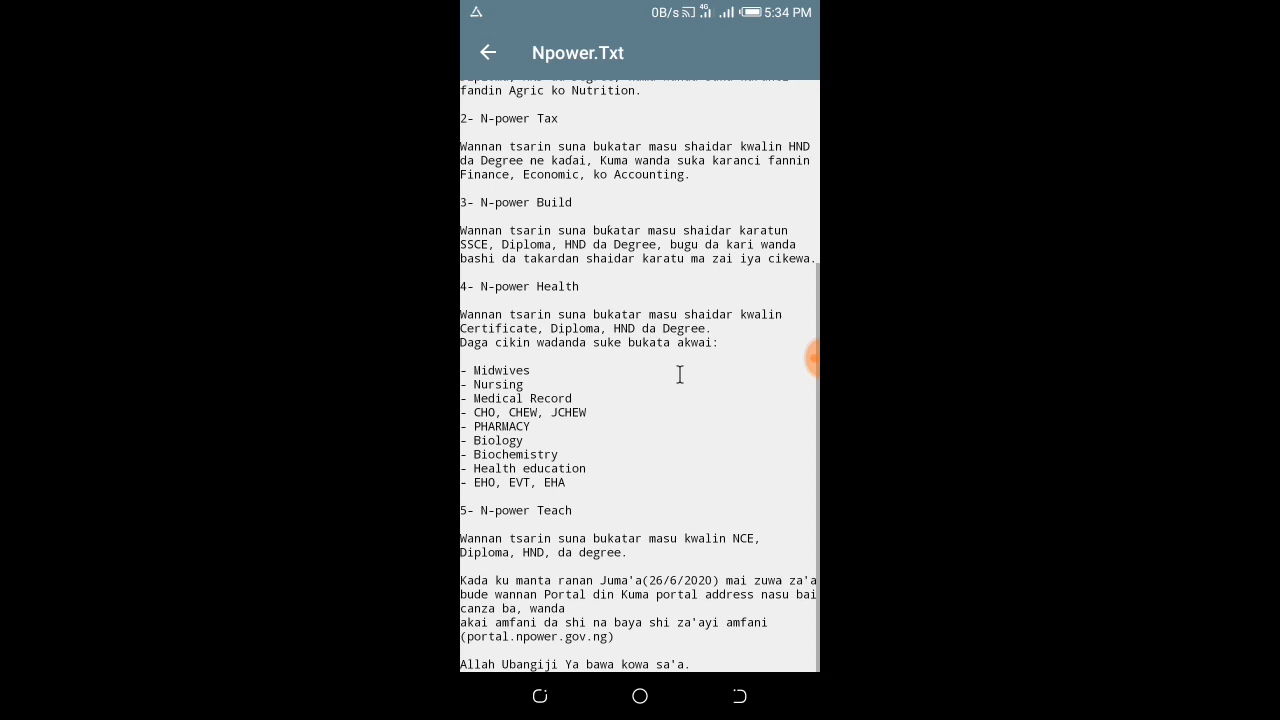 0B/s 4G 5:34 PM
Npower.Txt
fandin Agric ko Nutrition.
2- N-power Tax
Wannan tsarin suna bukatar masu shaidar kwalin HND
da Degree ne kaɗai, Kuma wanda suka karanci fannin
Finance, Economic, ko Accounting.
3- N-power Build
Wannan tsarin suna buƙatar masu shaidar karatun
SSCE, Diploma, HND da Degree, bugu da kari wanda
bashi da takardan shaidar karatu ma zai iya cikewa.
4- N-power Health
Wannan tsarin suna bukatar masu shaidar kwalin
Certificate, Diploma, HND da Degree.
Daga cikin wadanda suke bukata akwai:
- Midwives
- Nursing
- Medical Record
- CHO, CHEW, JCHEW
- PHARMACY
- Biology
- Biochemistry
- Health education
- EHO, EVT, EHA
5- N-power Teach
Wannan tsarin suna bukatar masu kwalin NCE,
Diploma, HND, da degree.
Kada ku manta ranan Juma'a(26/6/2020) mai zuwa za'a
bude wannan Portal din Kuma portal address nasu bai
canza ba, wanda
akai amfani da shi na baya shi za'ayi amfani
(portal.npower.gov.ng)
Allah Ubangiji Ya bawa kowa sa'a.